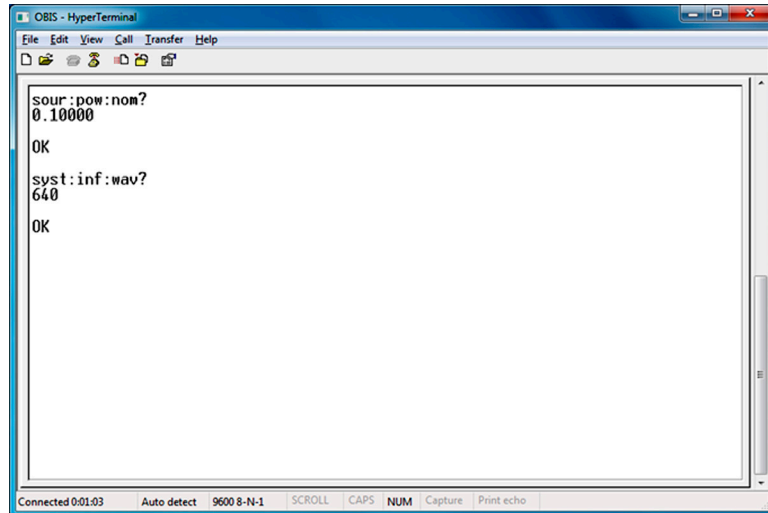 OBIS - HyperTerminal
File Edit View Call Transfer Help
sour:pow:nom?
0.10000
OK
syst:inf:wav?
640
OK
Connected 0:01:03 Auto detect 9600 8-N-1 SCROLL CAPS NUM Capture Print echo